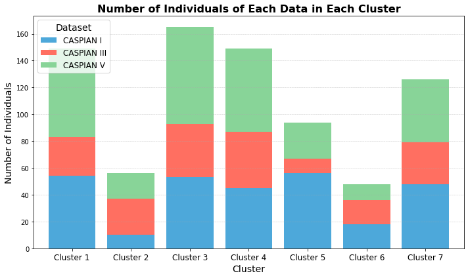 Number of Individuals of Each Data in Each Cluster
Dataset
CASPIAN I
CASPIAN III
CASPIAN V
Number of Individuals
160
140
120
100
80
60
40
20
0
Cluster 1 Cluster 2 Cluster 3 Cluster 4 Cluster 5 Cluster 6 Cluster 7
Cluster